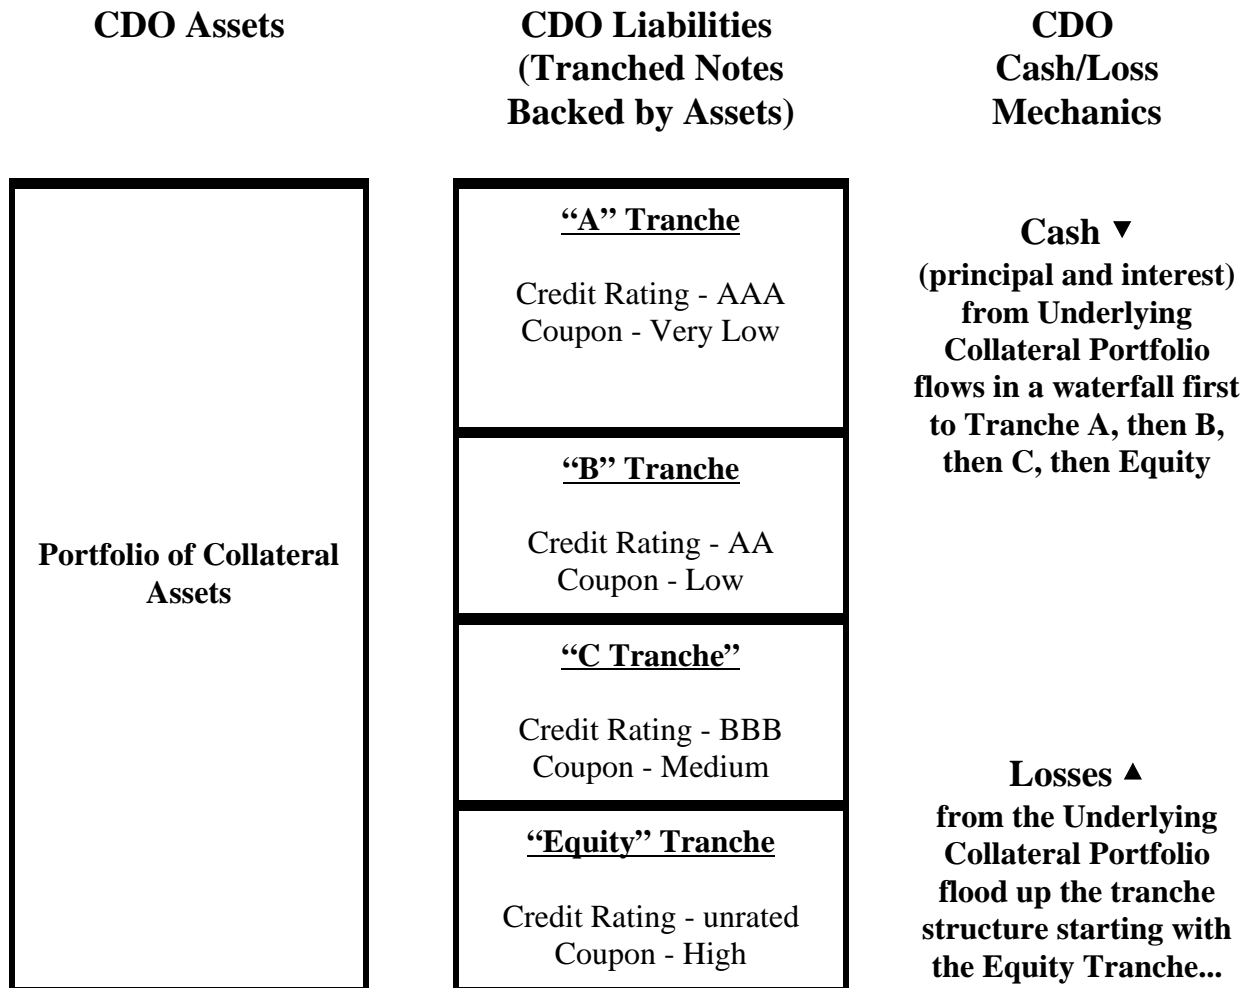 CDO Assets
CDO Liabilities
(Tranched Notes
Backed by Assets)
CDO
Cash/Loss
Mechanics
Portfolio of Collateral
Assets
“A” Tranche
Credit Rating - AAA
Coupon - Very Low
“B” Tranche
Credit Rating - AA
Coupon - Low
“C Tranche”
Credit Rating - BBB
Coupon - Medium
“Equity” Tranche
Credit Rating - unrated
Coupon - High
Cash ▼
(principal and interest)
from Underlying
Collateral Portfolio
flows in a waterfall first
to Tranche A, then B,
then C, then Equity
Losses ▲
from the Underlying
Collateral Portfolio
flood up the tranche
structure starting with
the Equity Tranche...